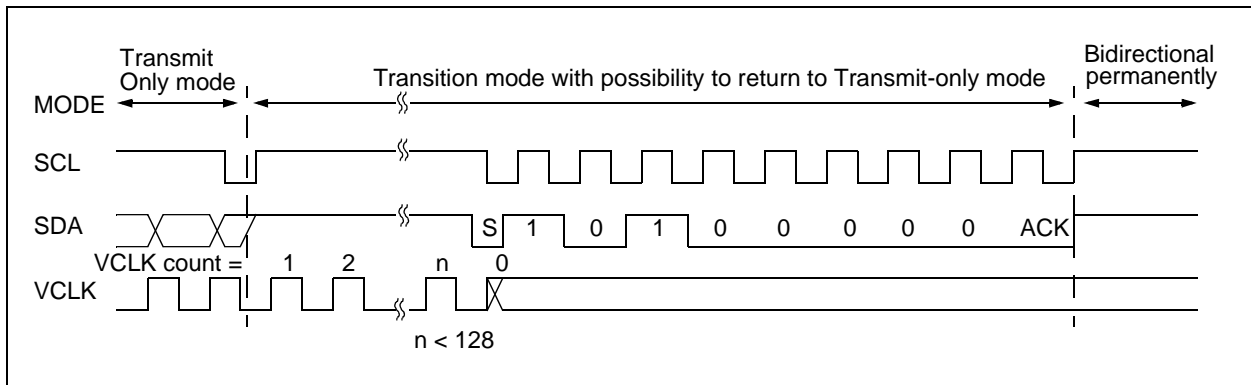 Transmit
Only mode
Transition mode with possibility to return to Transmit-only mode
Bidirectional
permanently
MODE
SCL
SDA
S 1 0 1 0 0 0 0 0 ACK
VCLK count = 1 2 n 0
VCLK
n < 128